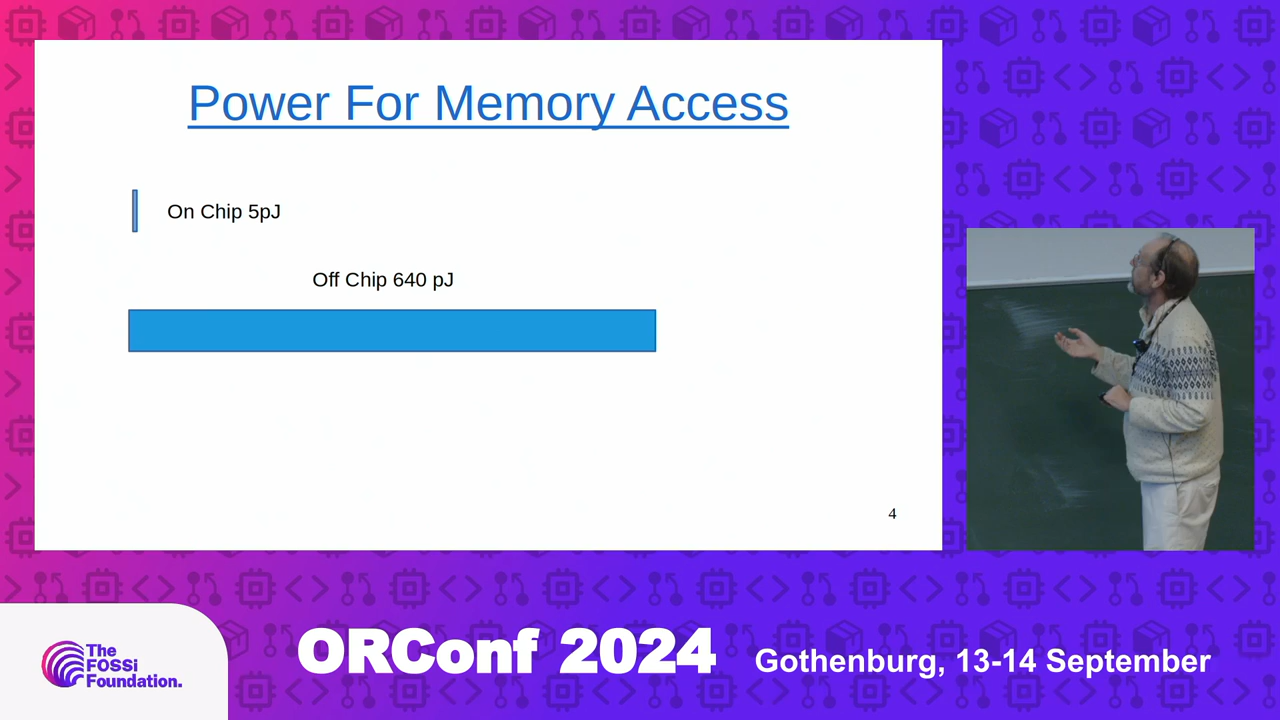 Power For Memory Access
On Chip 5pJ
Off Chip 640 pJ
4
The
FOSSi
Foundation.
ORConf 2024
Gothenburg, 13-14 September